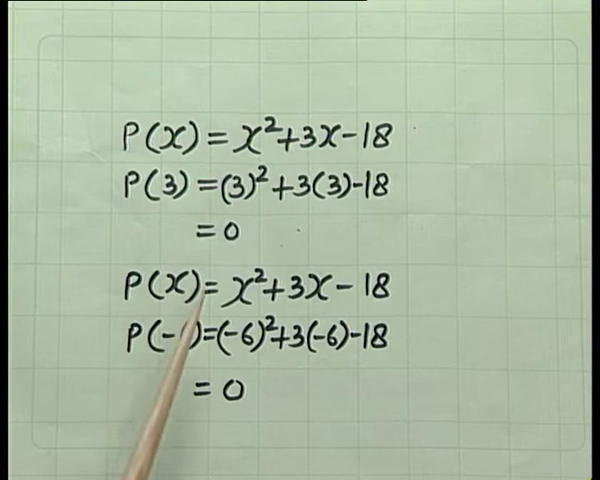 P(x) = x²+3x-18
P(3) = (3)²+3(3)-18
= 0
P(x) = x²+3x-18
P(- )=(-6)²+3(-6)-18
= 0